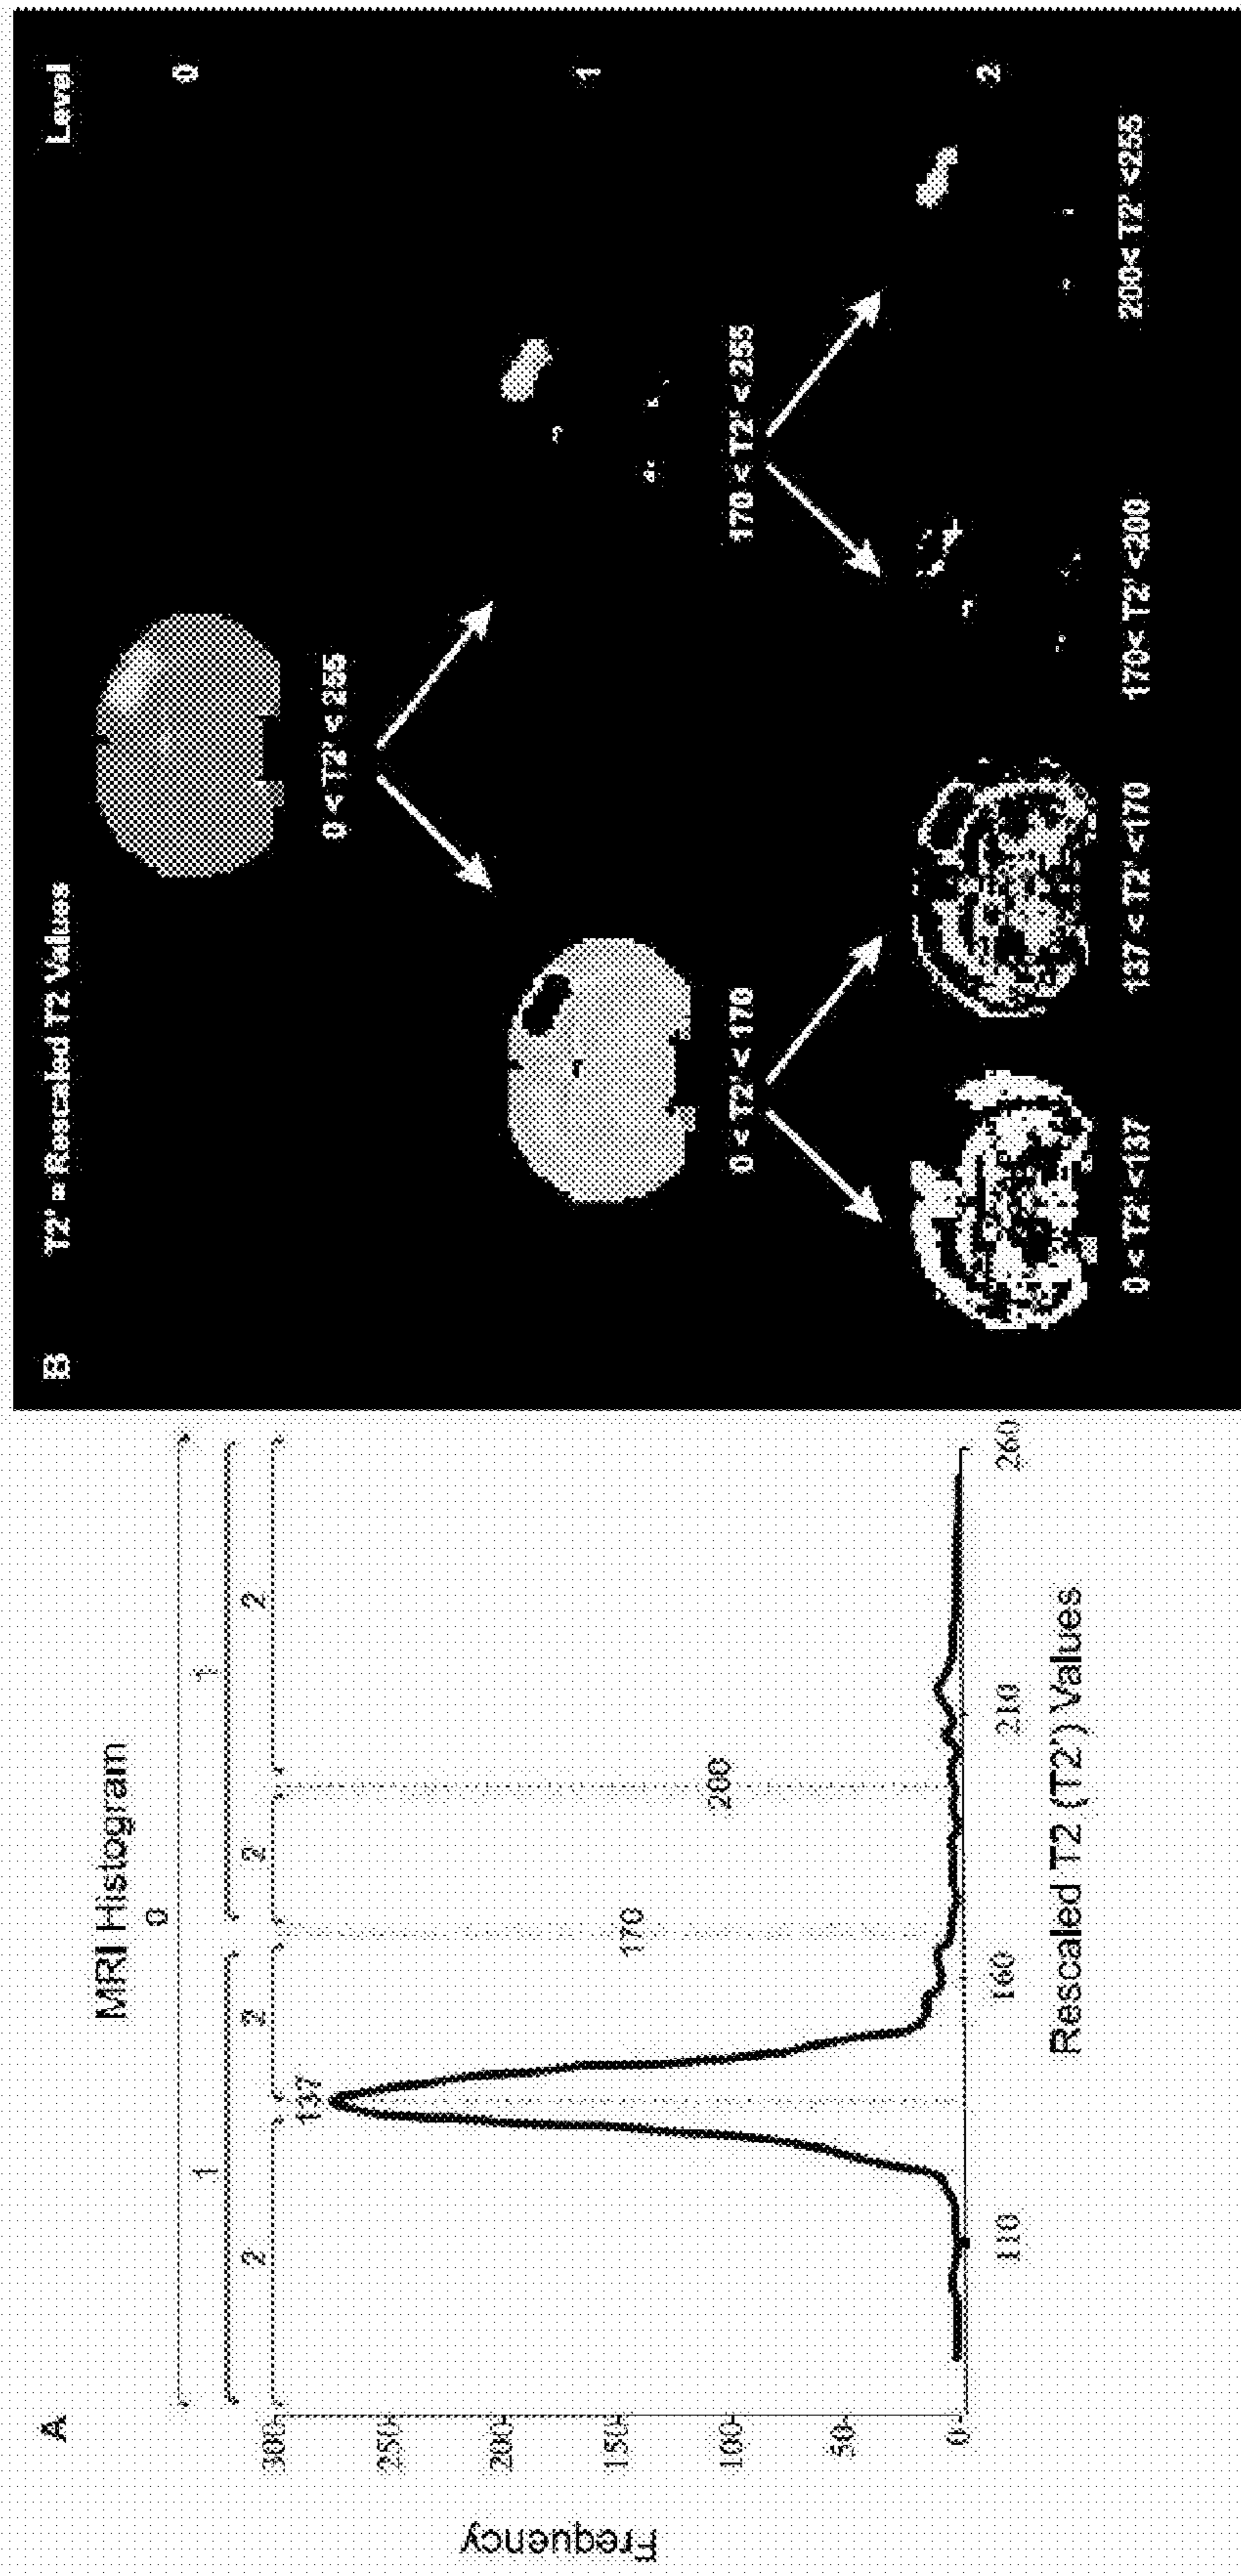 A
MRI Histogram
0
1
1
2
2
2
2
137
170
200
300
250
200
150
100
50
0
110
160
210
260
Frequency
Rescaled T2 (T2') Values
B
T2' = Rescaled T2 Values
Level
0
0 < T2' < 255
1
0 < T2' < 170
170 < T2' < 255
2
0 < T2' <137
137 < T2' <170
170< T2' <200
200< T2' <255